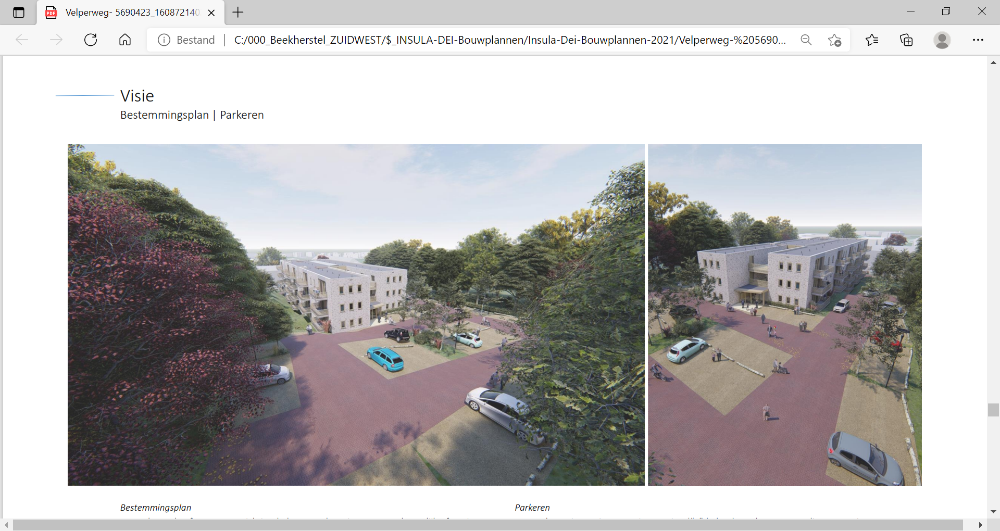 Velperweg- 5690423_160872140
Bestand
C:/000_Beekherstel_ZUIDWEST/$_INSULA-DEI-Bouwplannen/Insula-Dei-Bouwplannen-2021/Velperweg-%205690...
Visie
Bestemmingsplan | Parkeren
Bestemmingsplan
Parkeren